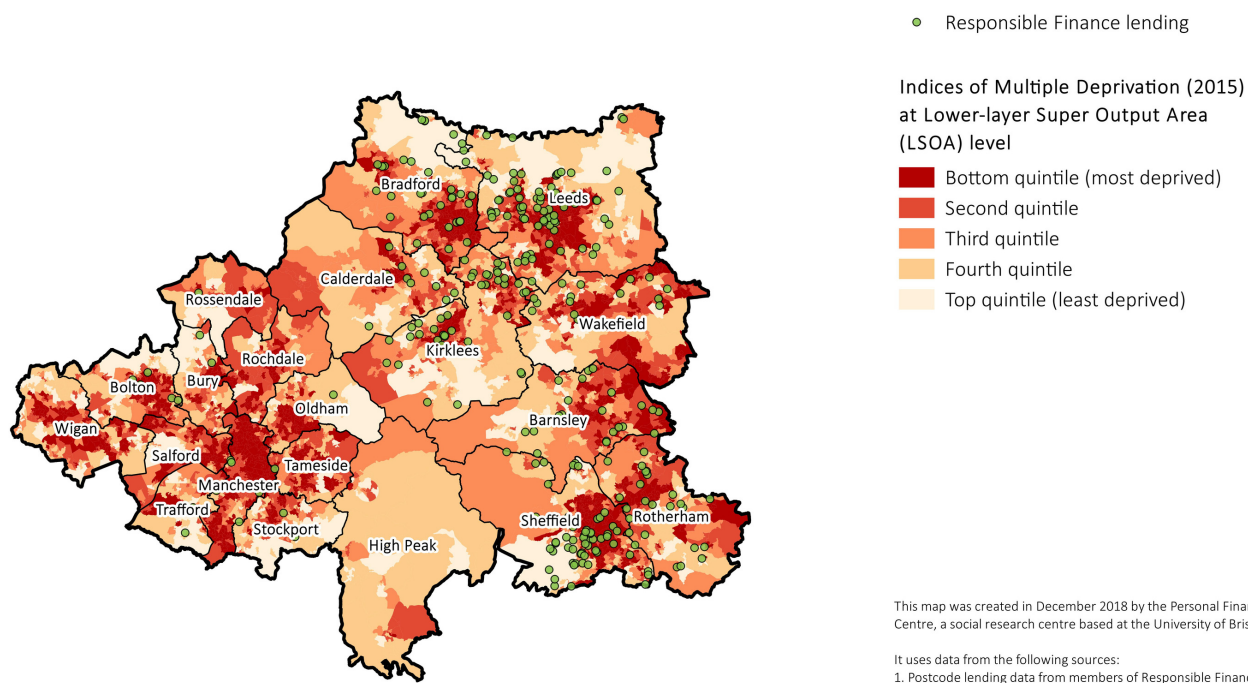 Responsible Finance lending
Indices of Multiple Deprivation (2015)
at Lower-layer Super Output Area
(LSOA) level
Bottom quintile (most deprived)
Second quintile
Third quintile
Fourth quintile
Top quintile (least deprived)
Bradford
Leeds
Calderdale
Rossendale
Wakefield
Kirklees
Rochdale
Bury
Bolton
Oldham
Barnsley
Wigan
Salford
Tameside
Manchester
Trafford
Stockport
Sheffield
Rotherham
High Peak
This map was created in December 2018 by the Personal Finan
Centre, a social research centre based at the University of Bris
It uses data from the following sources:
1. Postcode lending data from members of Responsible Finance